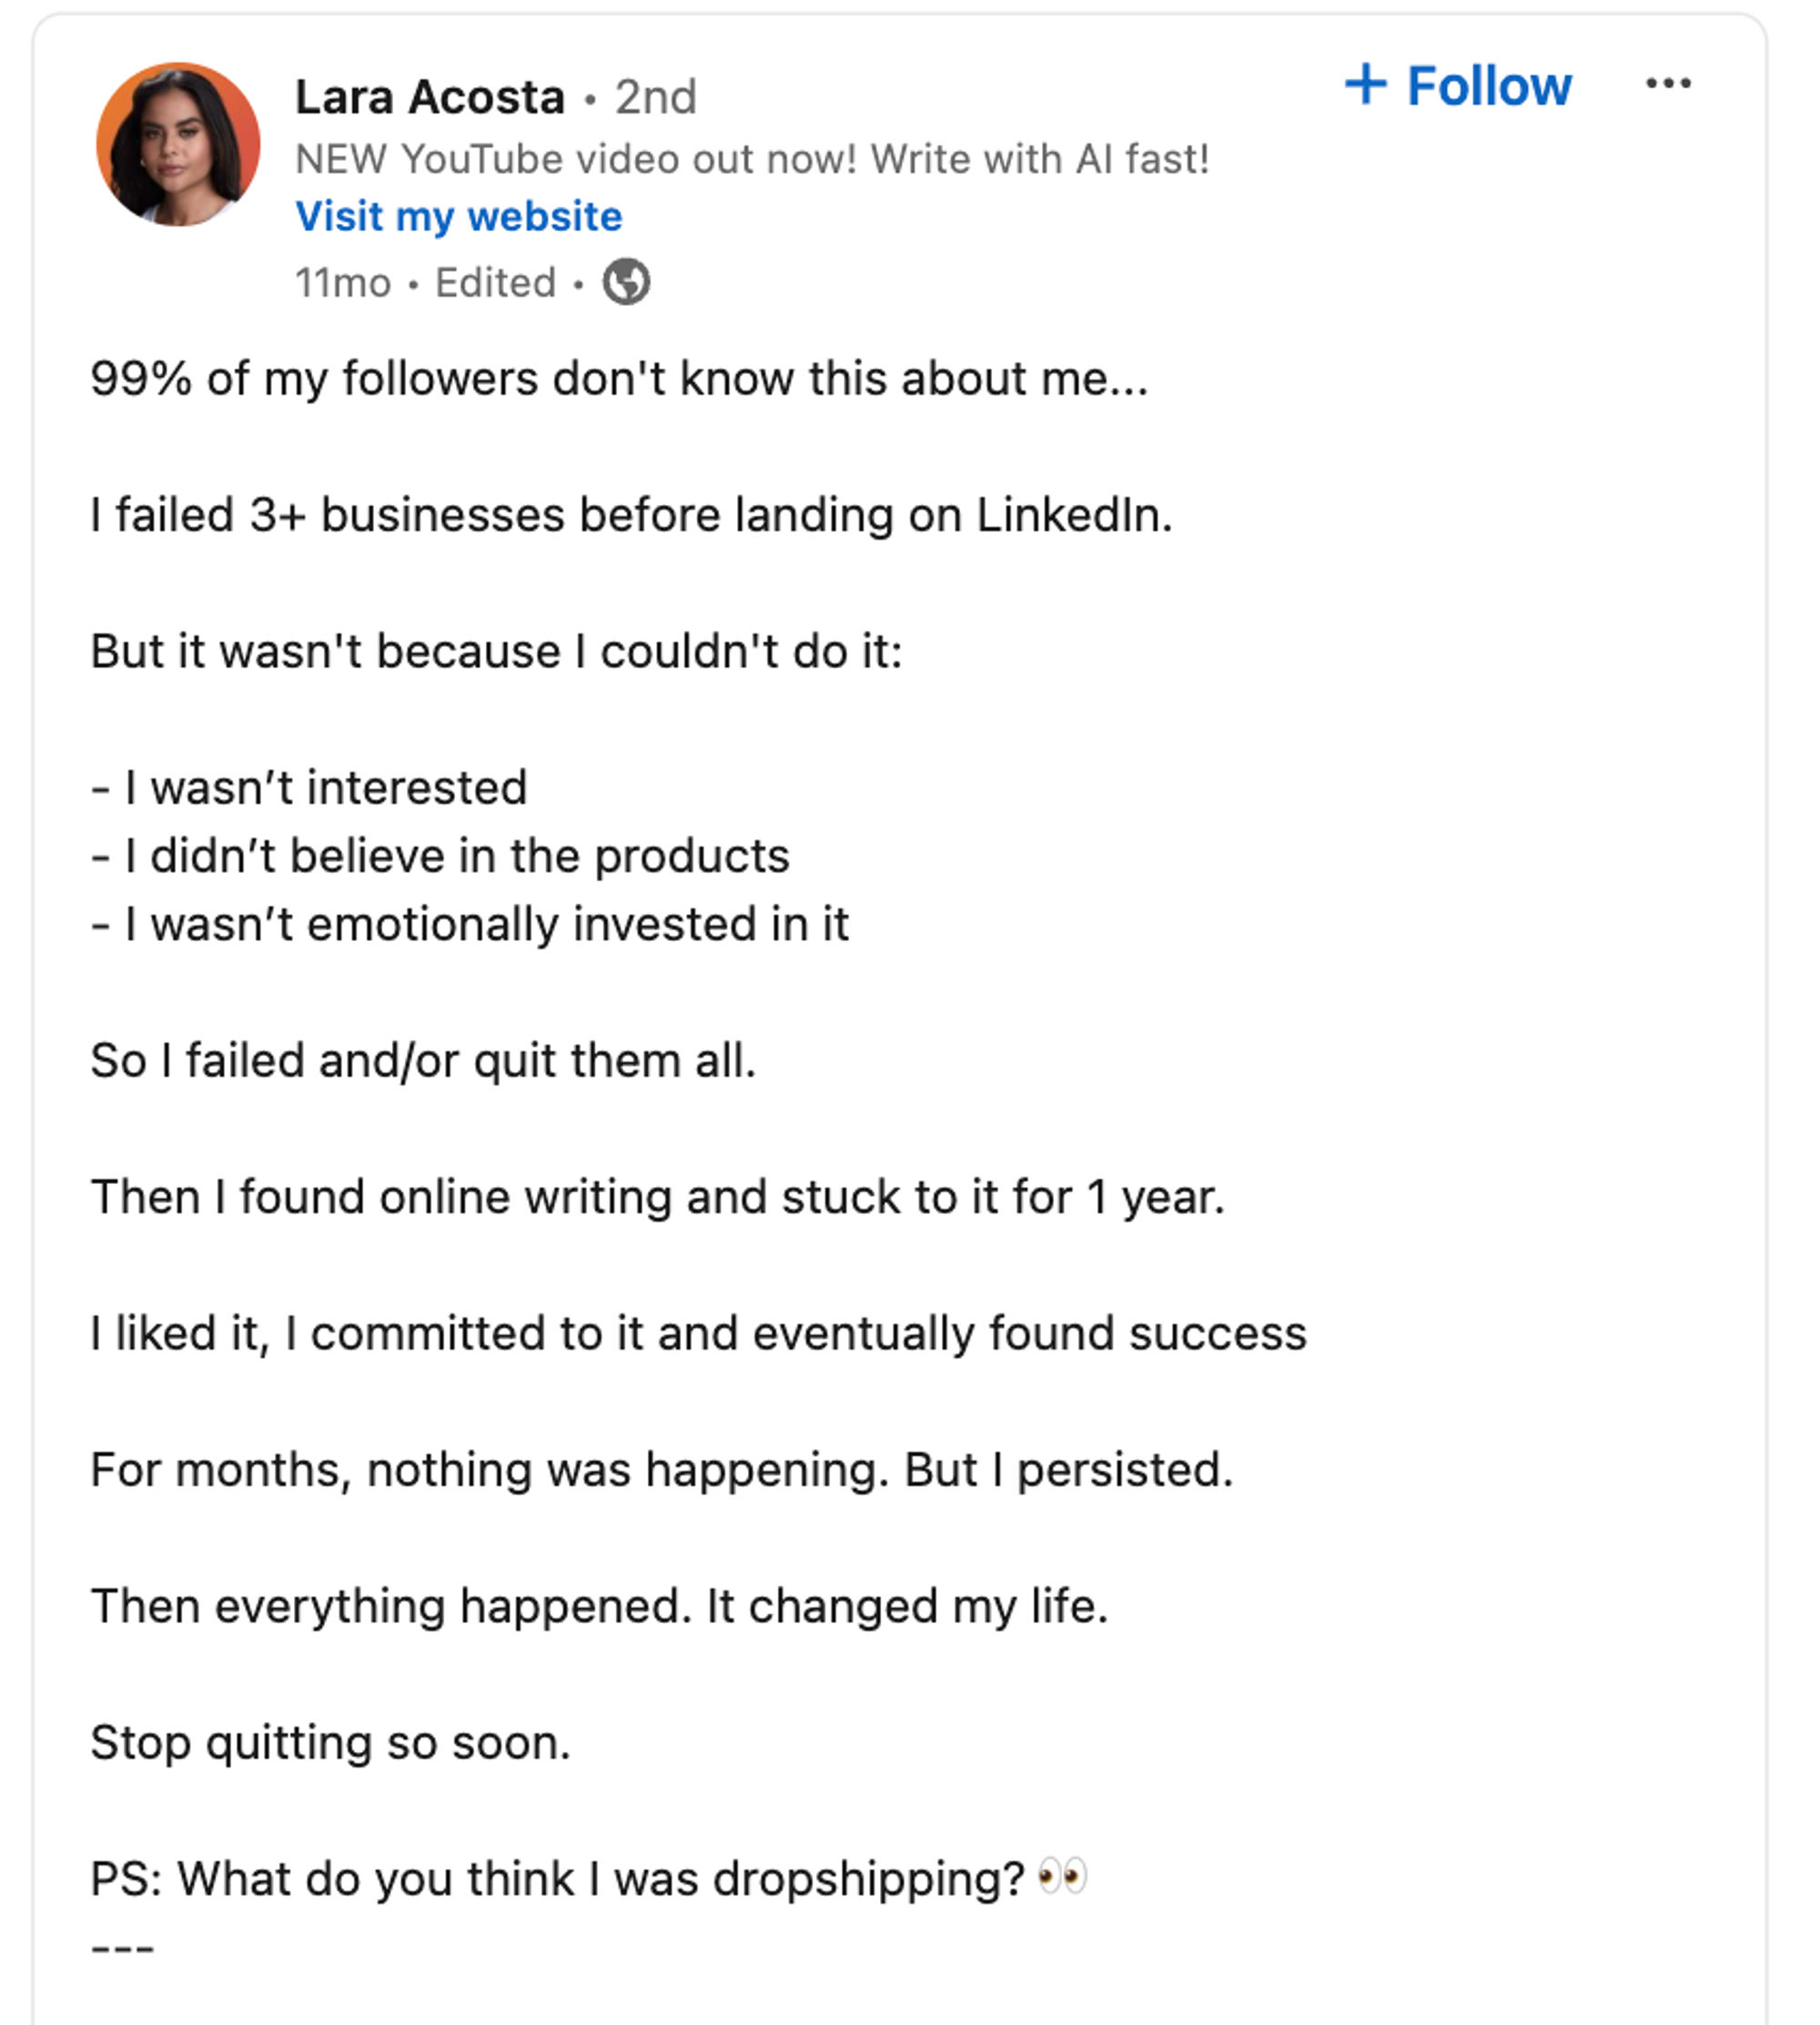 Lara Acosta • 2nd
+ Follow
...
NEW YouTube video out now! Write with AI fast!
Visit my website
11mo • Edited •
99% of my followers don't know this about me...
I failed 3+ businesses before landing on LinkedIn.
But it wasn't because I couldn't do it:
- I wasn’t interested
- I didn’t believe in the products
- I wasn’t emotionally invested in it
So I failed and/or quit them all.
Then I found online writing and stuck to it for 1 year.
I liked it, I committed to it and eventually found success
For months, nothing was happening. But I persisted.
Then everything happened. It changed my life.
Stop quitting so soon.
PS: What do you think I was dropshipping? 👀
---